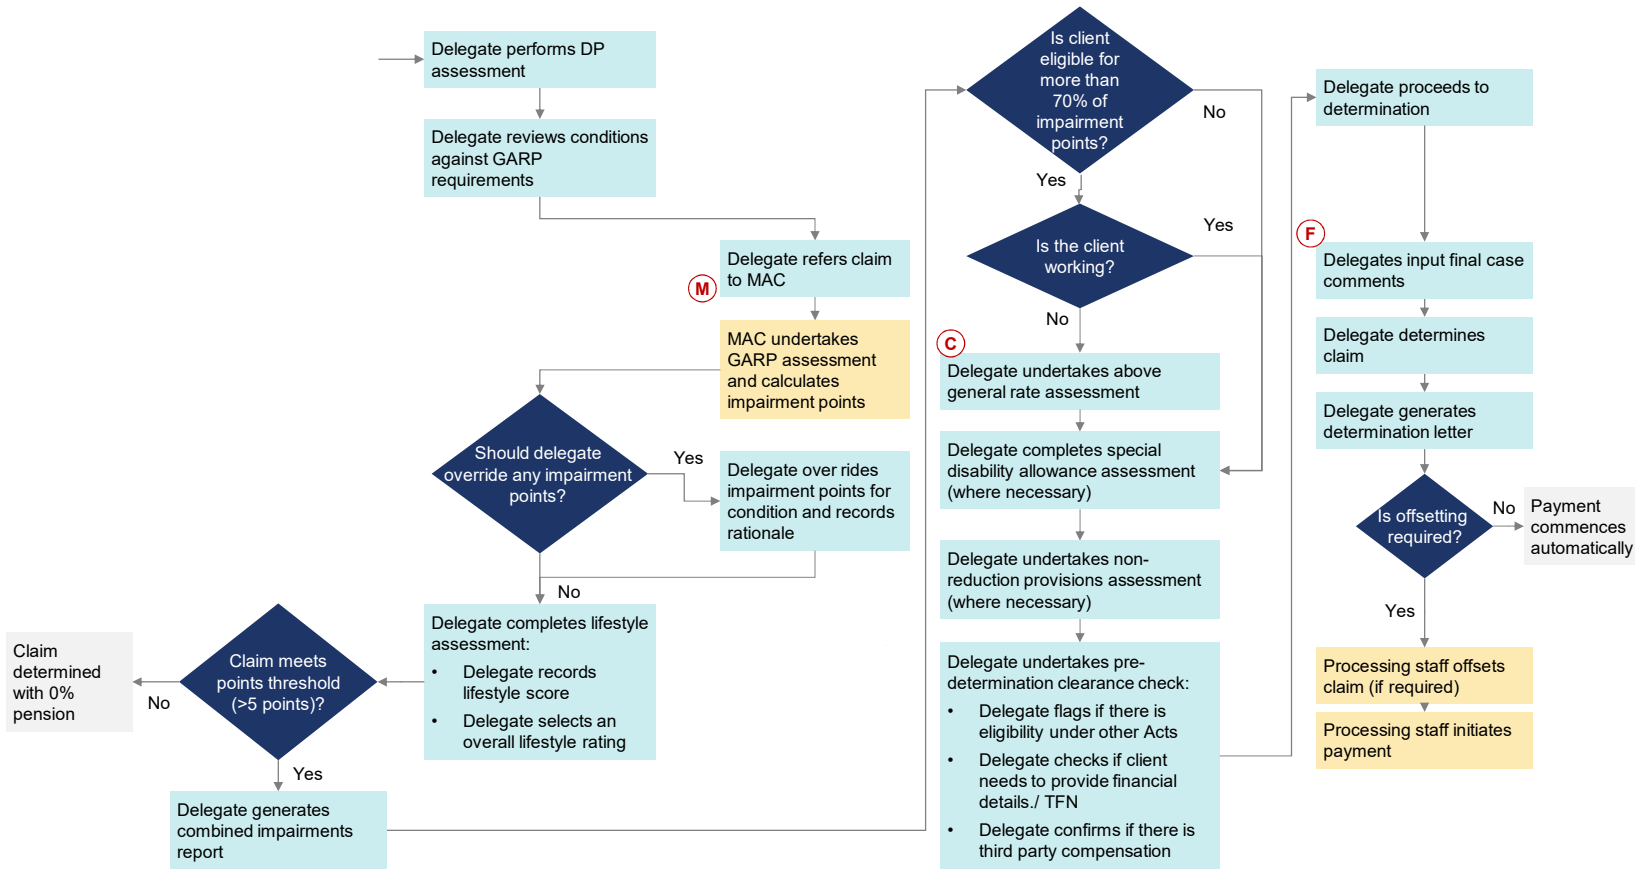 Delegate performs DP
assessment
Delegate reviews conditions
against GARP
requirements
Delegate refers claim
to MAC
M
MAC undertakes
GARP assessment
and calculates
impairment points
Should delegate
override any impairment
points?
Yes
Delegate over rides
impairment points for
condition and records
rationale
No
Delegate completes lifestyle
assessment:
• Delegate records
lifestyle score
• Delegate selects an
overall lifestyle rating
Claim meets
points threshold
(>5 points)?
No
Claim
determined
with 0%
pension
Yes
Delegate generates
combined impairments
report
Is client
eligible for
more than
70% of
impairment
points?
No
Yes
Is the client
working?
Yes
No
C
Delegate undertakes above
general rate assessment
Delegate completes special
disability allowance assessment
(where necessary)
Delegate undertakes non-
reduction provisions assessment
(where necessary)
Delegate undertakes pre-
determination clearance check:
• Delegate flags if there is
eligibility under other Acts
• Delegate checks if client
needs to provide financial
details./ TFN
• Delegate confirms if there is
third party compensation
Delegate proceeds to
determination
F
Delegates input final case
comments
Delegate determines
claim
Delegate generates
determination letter
Is offsetting
required?
No
Payment
commences
automatically
Yes
Processing staff offsets
claim (if required)
Processing staff initiates
payment